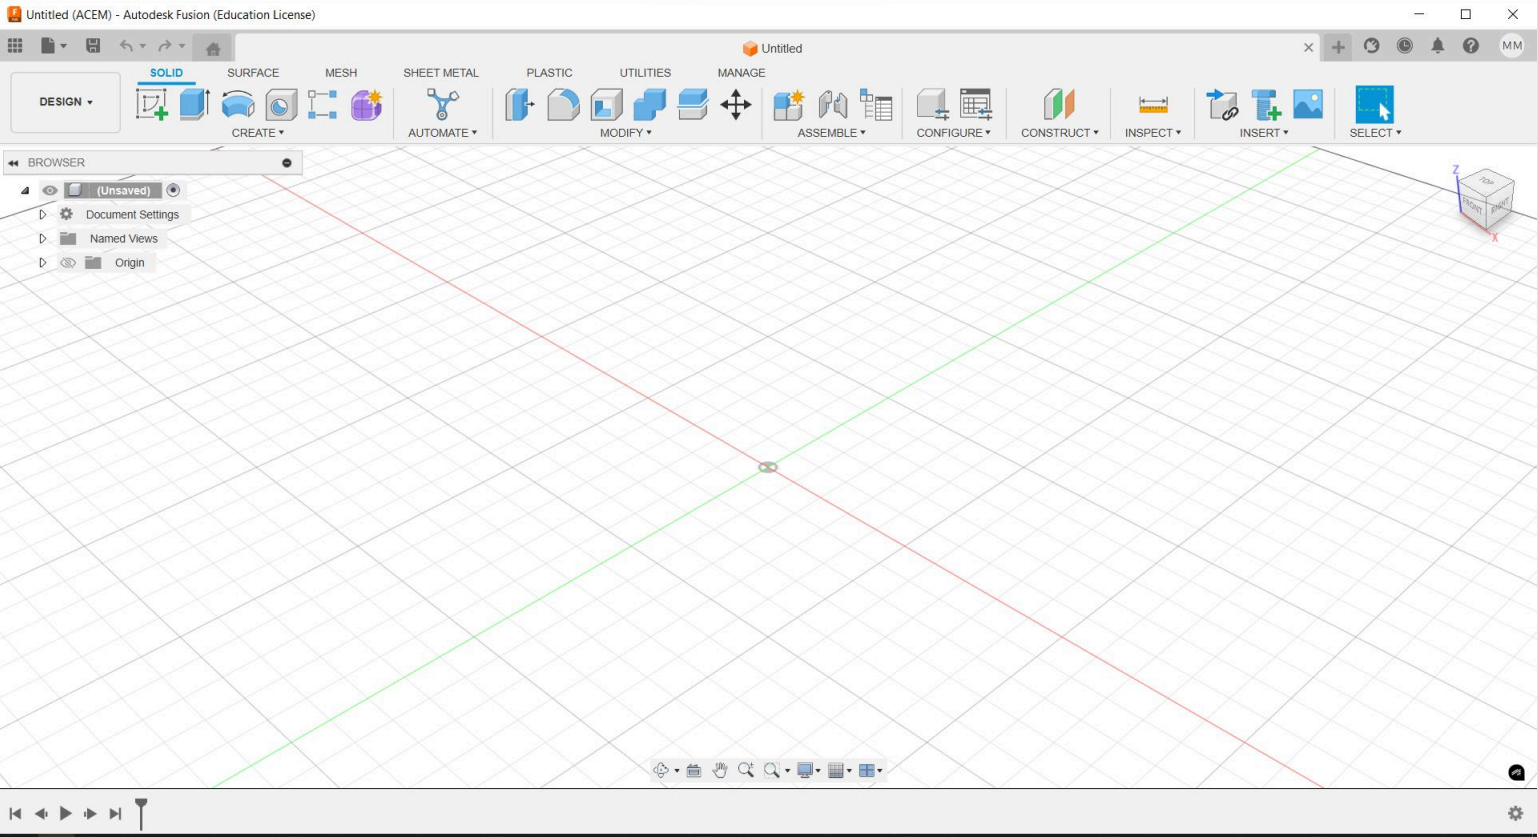 Untitled (ACEM) - Autodesk Fusion (Education License)
Untitled
MM
DESIGN
SOLID SURFACE MESH SHEET METAL PLASTIC UTILITIES MANAGE
CREATE AUTOMATE MODIFY ASSEMBLE CONFIGURE CONSTRUCT INSPECT INSERT SELECT
BROWSER
(Unsaved)
Document Settings
Named Views
Origin
Z
TOP
FRONT RIGHT
X